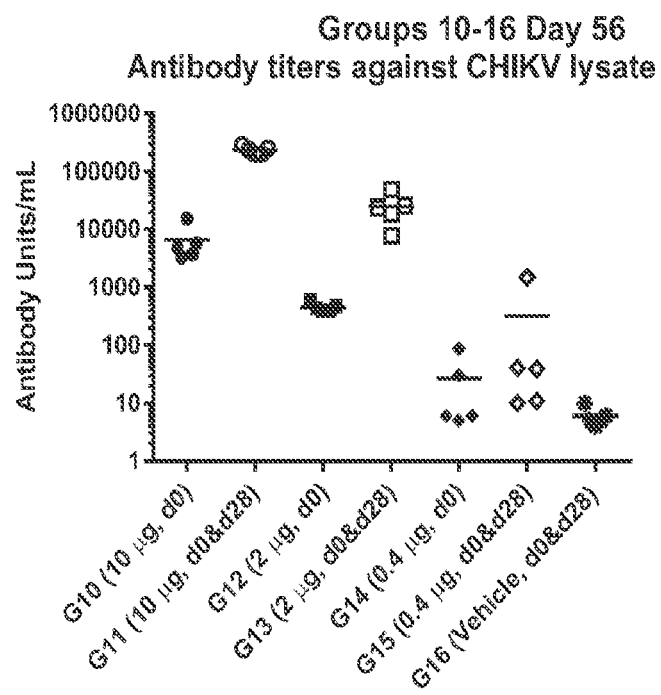 Groups 10-16 Day 56
Antibody titers against CHIKV lysate
Antibody Units/mL
1000000
100000
10000
1000
100
10
1
G10 (10 µg, d0)
G11 (10 µg, d0&d28)
G12 (2 µg, d0)
G13 (2 µg, d0&d28)
G14 (0.4 µg, d0)
G15 (0.4 µg, d0&d28)
G16 (Vehicle, d0&d28)